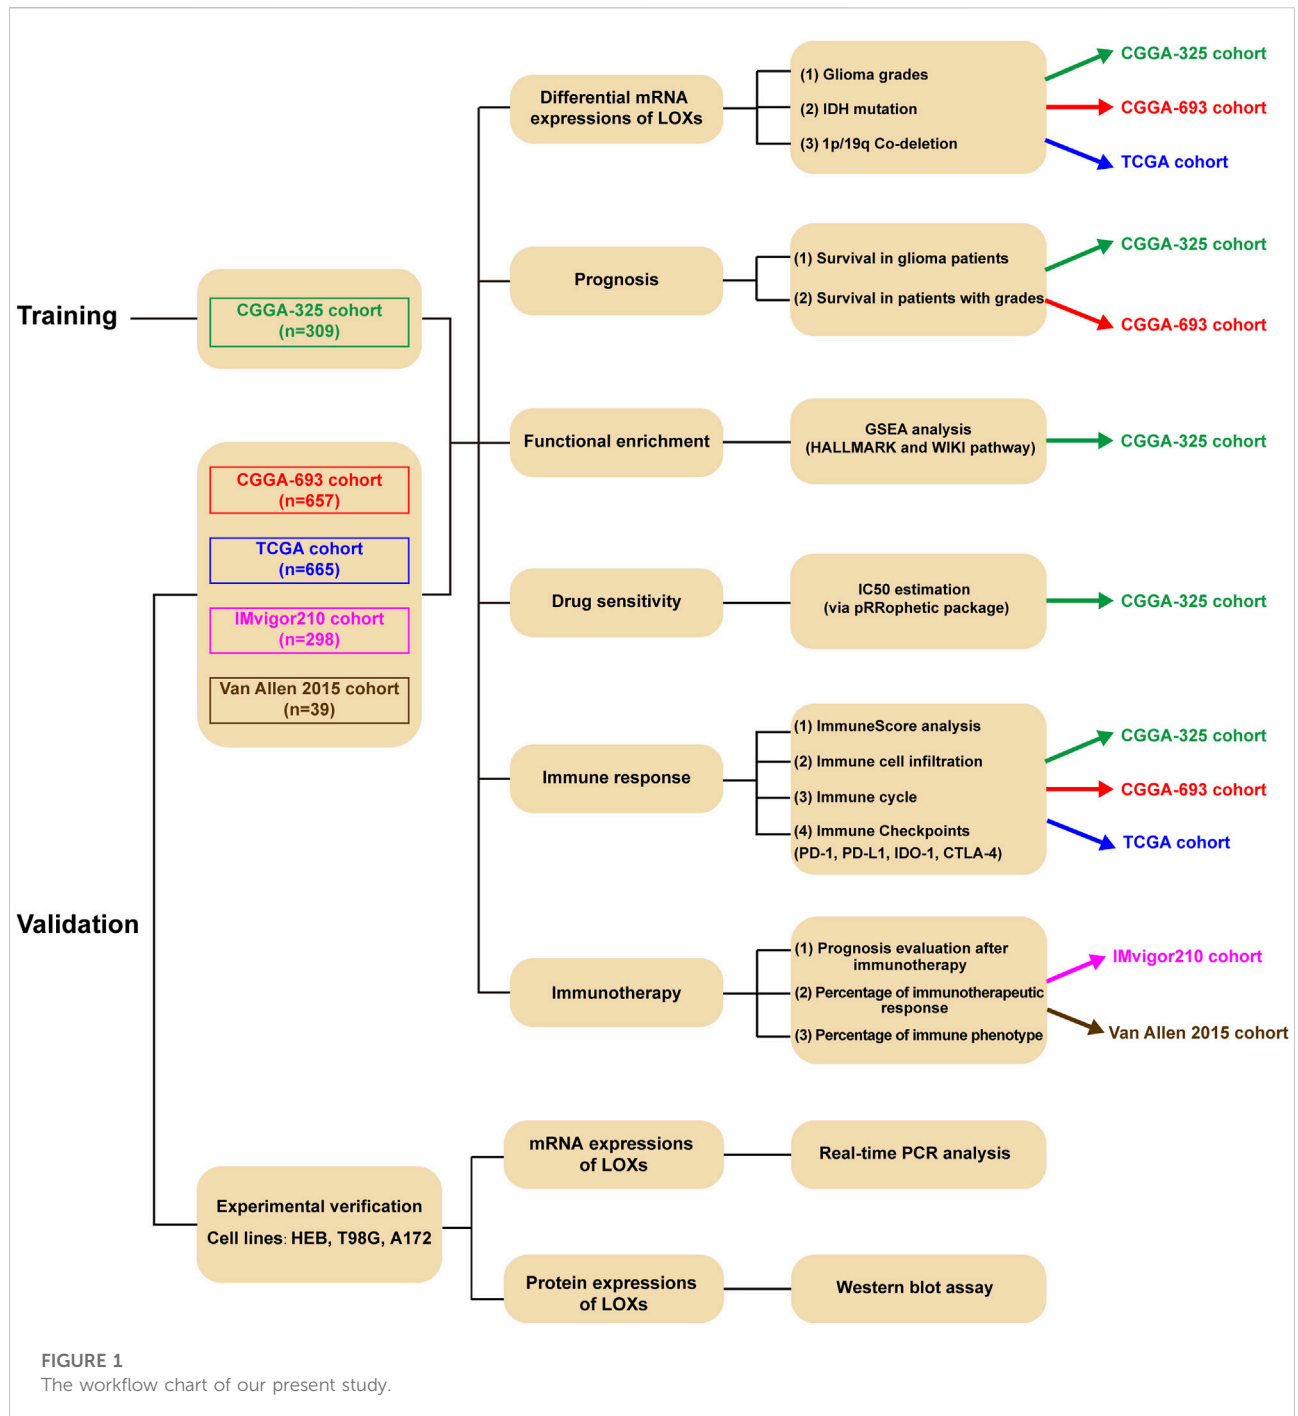 Training
CGGA-325 cohort
(n=309)
CGGA-693 cohort
(n=657)
TCGA cohort
(n=665)
IMvigor210 cohort
(n=298)
Van Allen 2015 cohort
(n=39)
Validation
Experimental verification
Cell lines: HEB, T98G, A172
Differential mRNA
expressions of LOXs
(1) Glioma grades
(2) IDH mutation
(3) 1p/19q Co-deletion
CGGA-325 cohort
CGGA-693 cohort
TCGA cohort
Prognosis
(1) Survival in glioma patients
(2) Survival in patients with grades
CGGA-325 cohort
CGGA-693 cohort
Functional enrichment
GSEA analysis
(HALLMARK and WIKI pathway)
CGGA-325 cohort
Drug sensitivity
IC50 estimation
(via pRRophetic package)
CGGA-325 cohort
Immune response
(1) ImmuneScore analysis
(2) Immune cell infiltration
(3) Immune cycle
(4) Immune Checkpoints
(PD-1, PD-L1, IDO-1, CTLA-4)
CGGA-325 cohort
CGGA-693 cohort
TCGA cohort
Immunotherapy
(1) Prognosis evaluation after
immunotherapy
(2) Percentage of immunotherapeutic
response
(3) Percentage of immune phenotype
IMvigor210 cohort
Van Allen 2015 cohort
mRNA expressions
of LOXs
Real-time PCR analysis
Protein expressions
of LOXs
Western blot assay
FIGURE 1
The workflow chart of our present study.